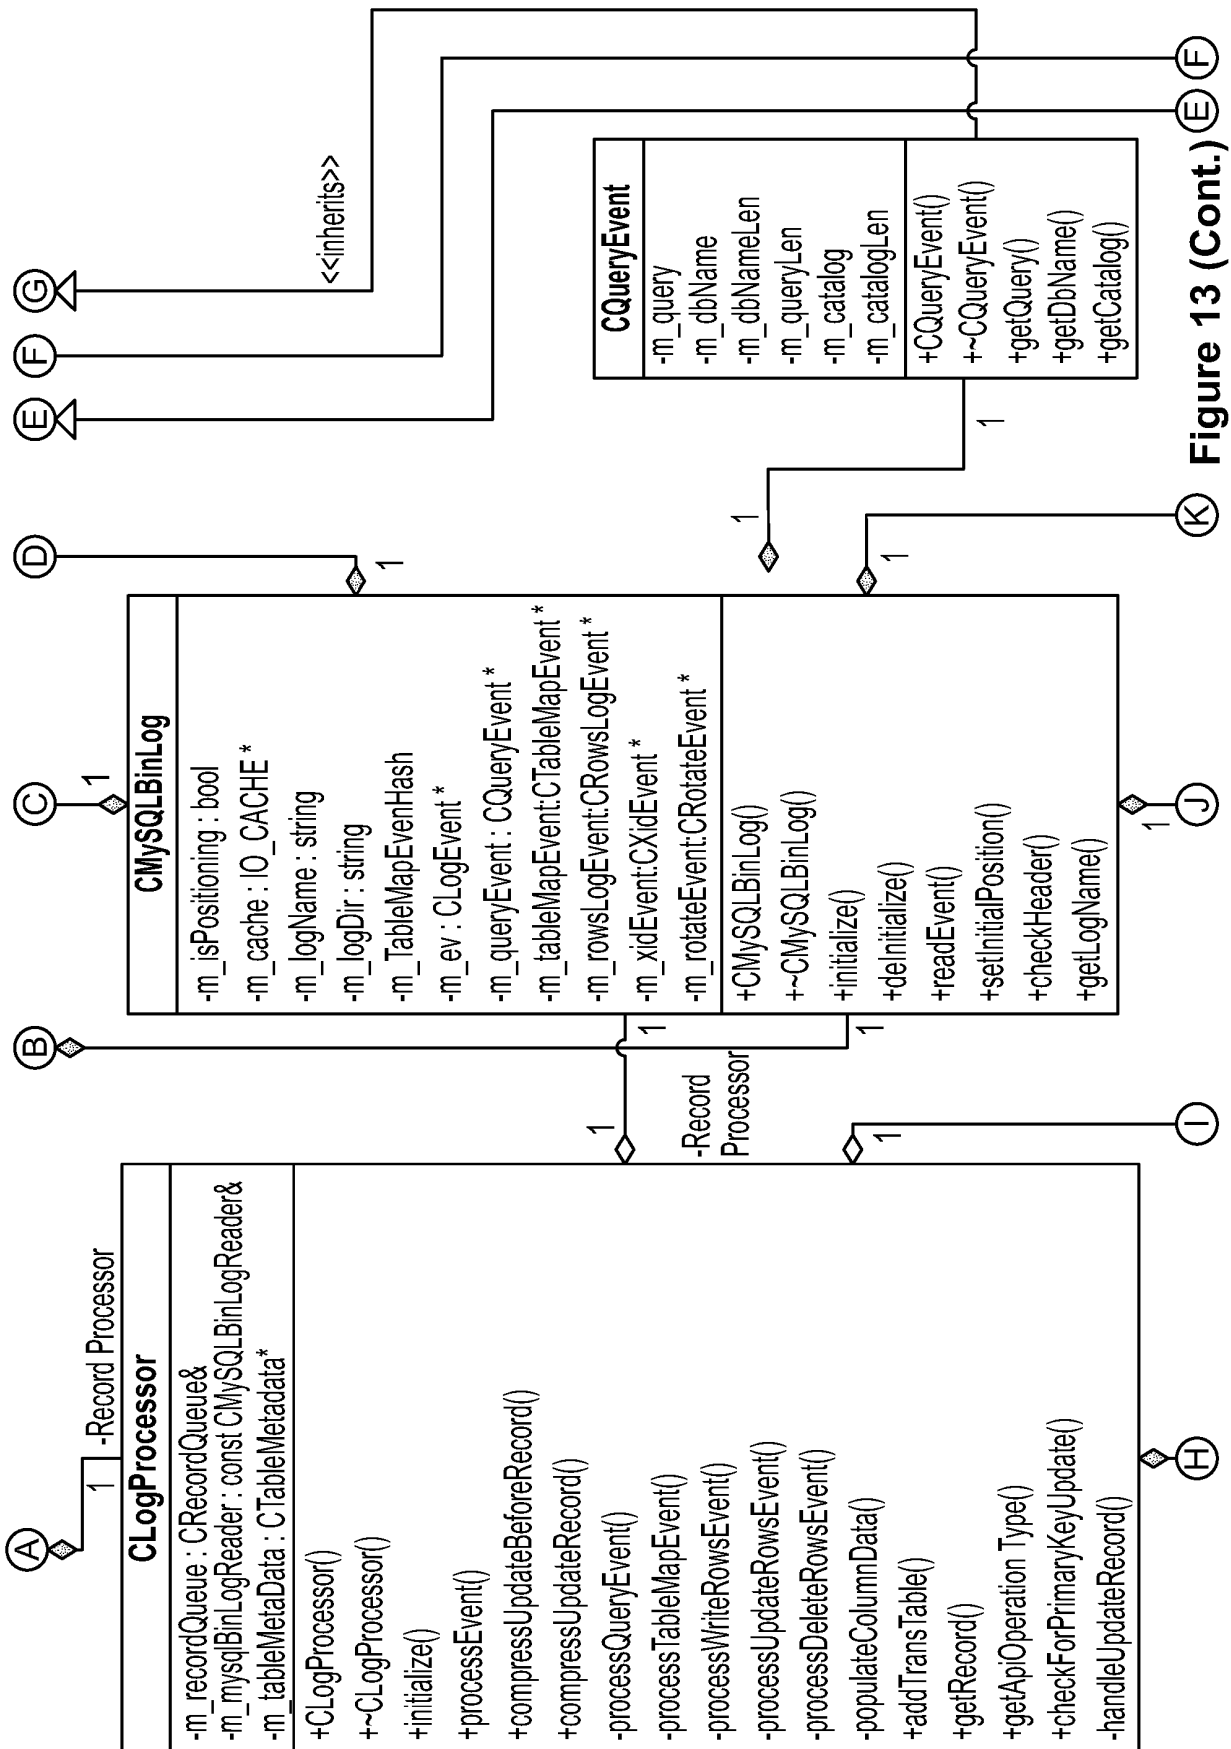 A
1
-Record Processor
CLogProcessor
-m_recordQueue : CRecordQueue&
-m_mysqlBinLogReader : const CMySQLBinLogReader&
-m_tableMetaData : CTableMetadata*
+CLogProcessor()
+~CLogProcessor()
+initialize()
+processEvent()
+compressUpdateBeforeRecord()
+compressUpdateRecord()
-processQueryEvent()
-processTableMapEvent()
-processWriteRowsEvent()
-processUpdateRowsEvent()
-processDeleteRowsEvent()
-populateColumnData()
+addTransTable()
+getRecord()
+getApiOperation Type()
+checkForPrimaryKeyUpdate()
-handleUpdateRecord()
H
1
-Record
Processor
1
I
B
1
1
C
1
CMySQLBinLog
-m_isPositioning : bool
-m_cache : IO_CACHE *
-m_logName : string
-m_logDir : string
-m_TableMapEvenHash
-m_ev : CLogEvent *
-m_queryEvent : CQueryEvent *
-m_tableMapEvent:CTableMapEvent *
-m_rowsLogEvent:CRowsLogEvent *
-m_xidEvent:CXidEvent *
-m_rotateEvent:CRotateEvent *
+CMySQLBinLog()
+~CMySQLBinLog()
+initialize()
+deInitialize()
+readEvent()
+setInitialPosition()
+checkHeader()
+getLogName()
1
J
D
1
1
1
K
E
F
G
<<inherits>>
CQueryEvent
-m_query
-m_dbName
-m_dbNameLen
-m_queryLen
-m_catalog
-m_catalogLen
+CQueryEvent()
+~CQueryEvent()
+getQuery()
+getDbName()
+getCatalog()
1
E
F
Figure 13 (Cont.)